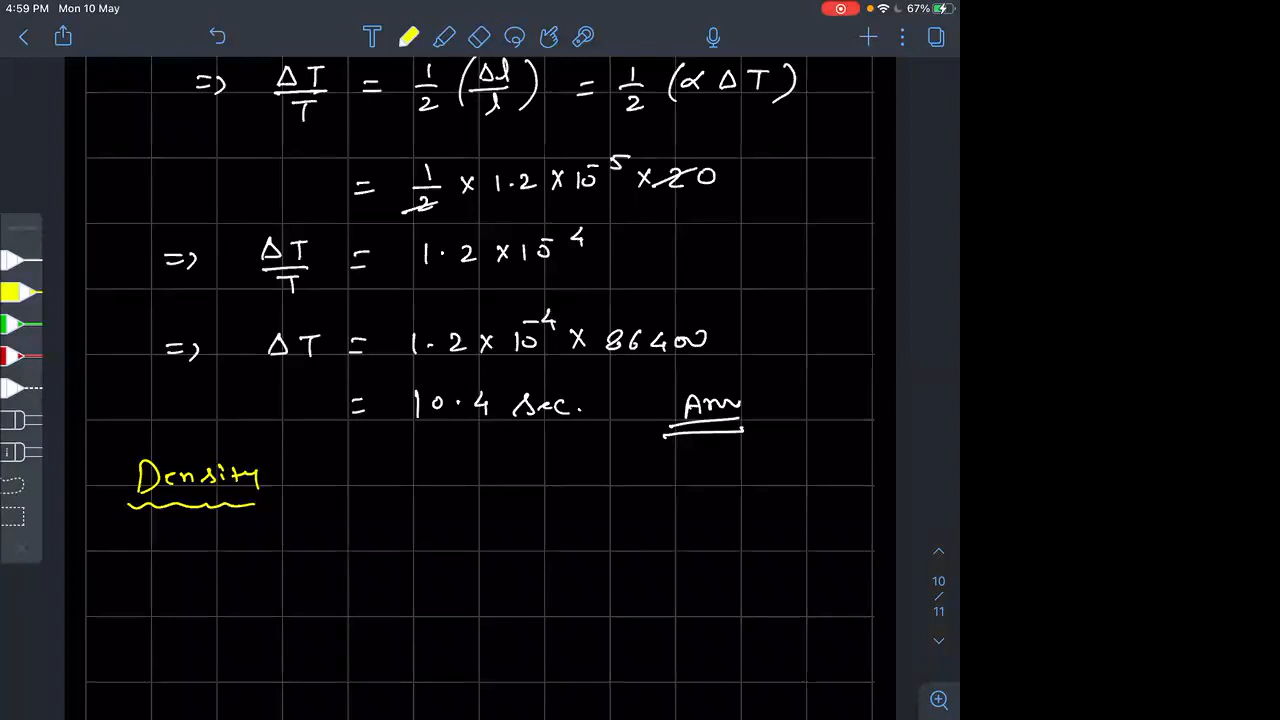 4:59 PM Mon 10 May 67%
=> ΔT/T = 1/2 (Δl/l) = 1/2 (α ΔT)
= 1/2 × 1.2 × 10^-5 × 20
=> ΔT/T = 1.2 × 10^-4
=> ΔT = 1.2 × 10^-4 × 86400
= 10.4 sec. Ans
Density
10
/
11